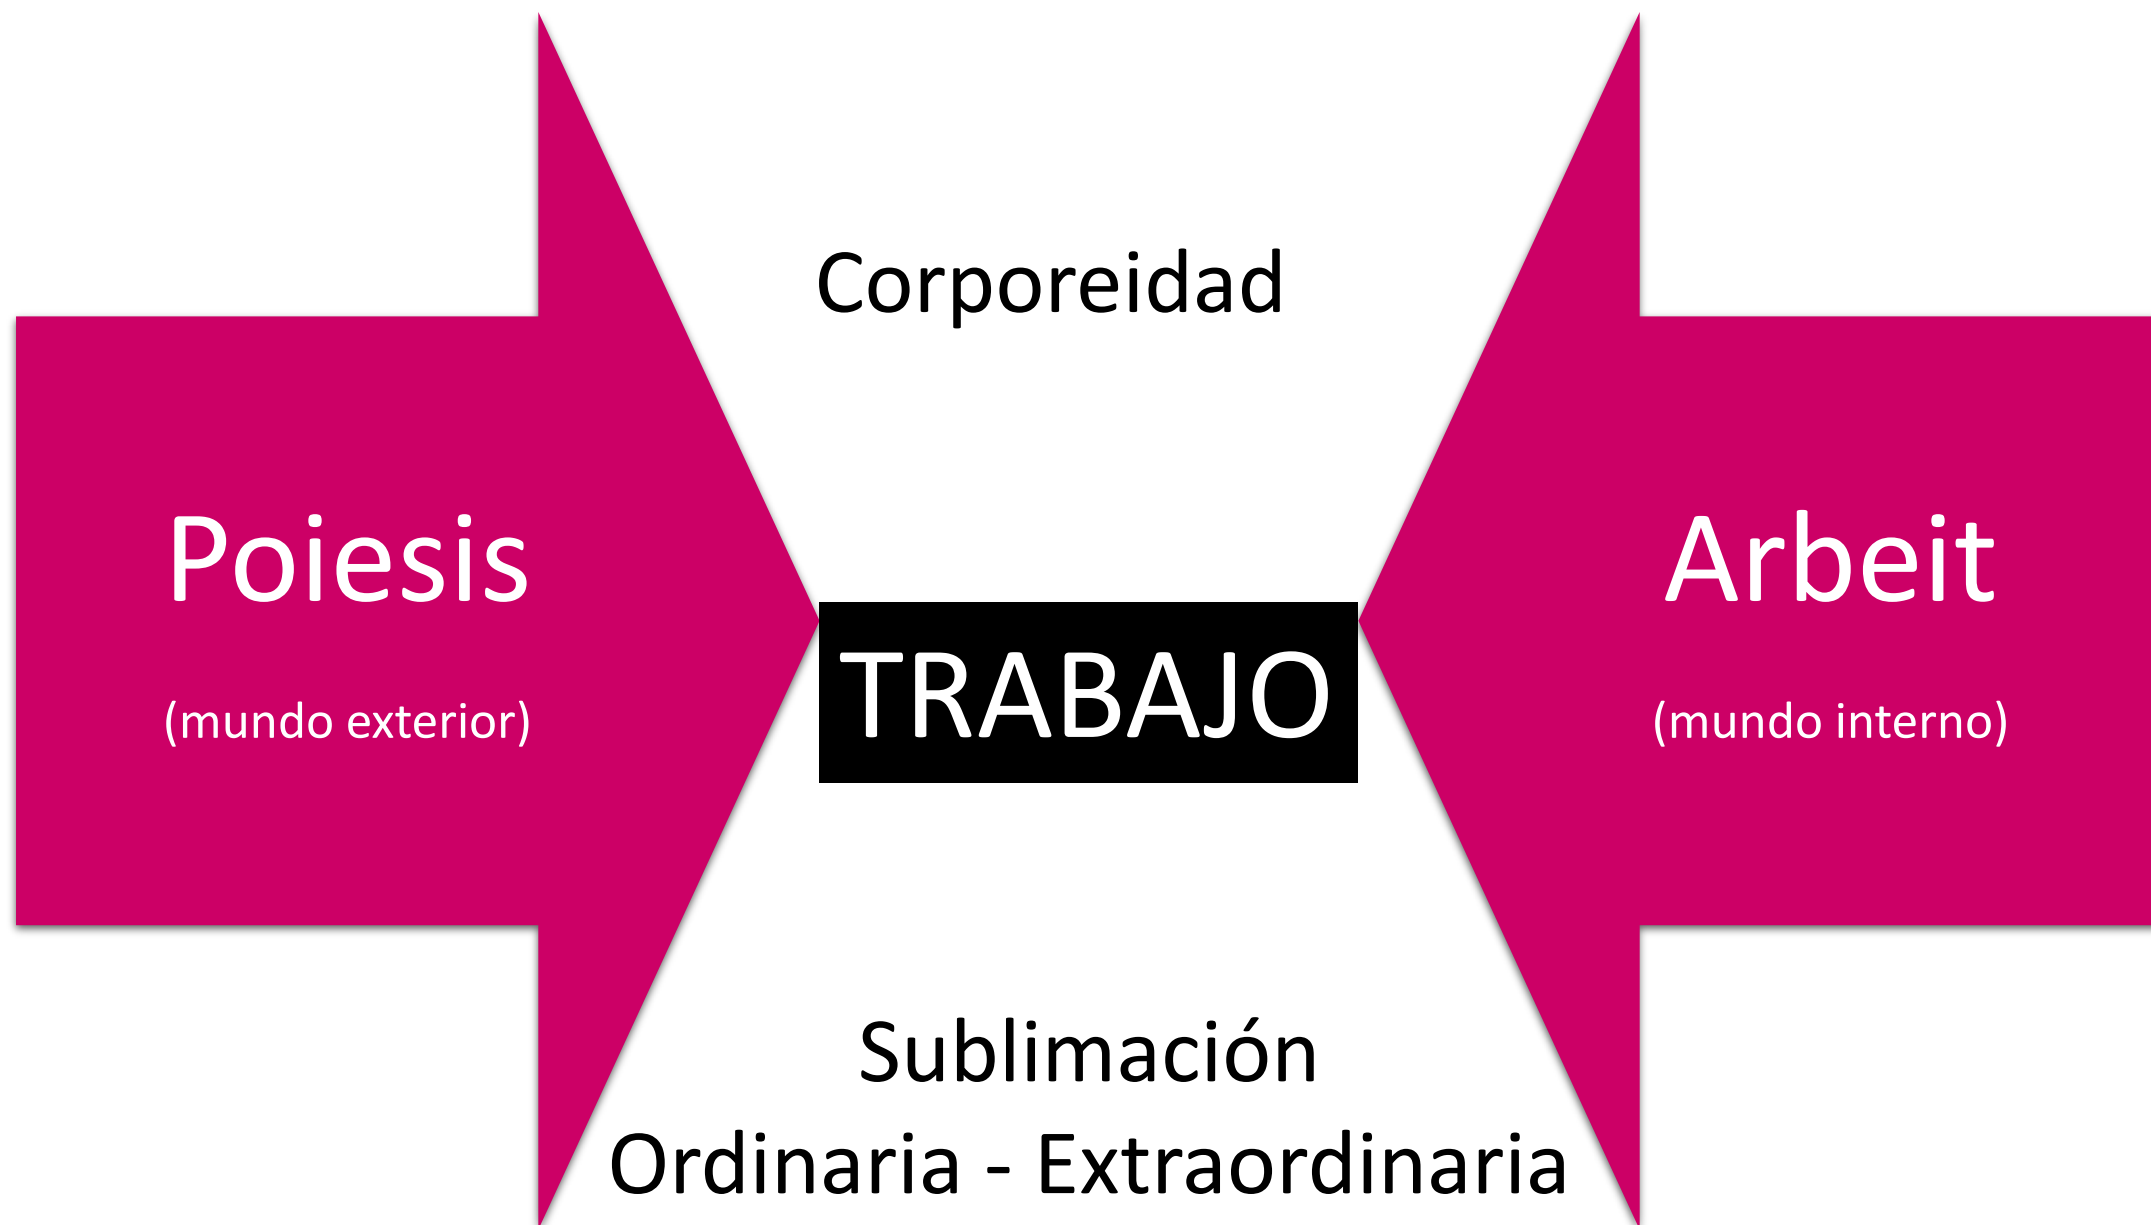 Corporeidad
Poiesis
(mundo exterior)
TRABAJO
Arbeit
(mundo interno)
Sublimación
Ordinaria - Extraordinaria